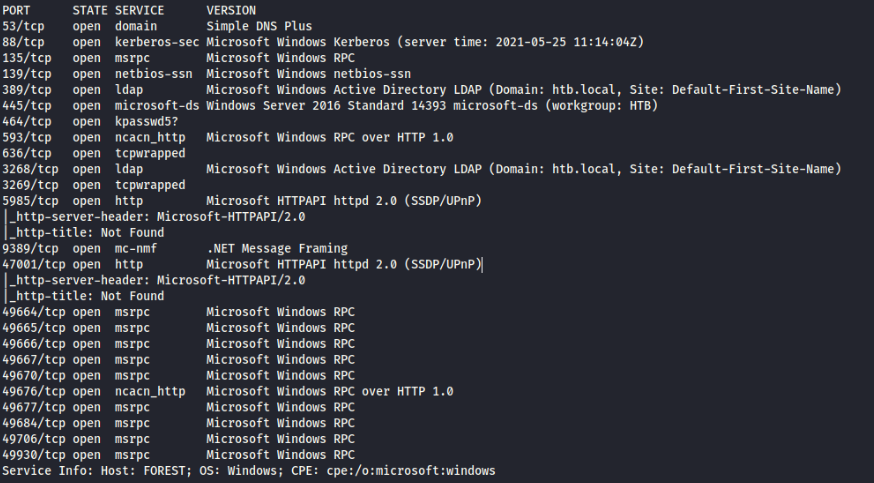 PORT      STATE SERVICE      VERSION
53/tcp    open  domain       Simple DNS Plus
88/tcp    open  kerberos-sec Microsoft Windows Kerberos (server time: 2021-05-25 11:14:04Z)
135/tcp   open  msrpc        Microsoft Windows RPC
139/tcp   open  netbios-ssn  Microsoft Windows netbios-ssn
389/tcp   open  ldap         Microsoft Windows Active Directory LDAP (Domain: htb.local, Site: Default-First-Site-Name)
445/tcp   open  microsoft-ds Windows Server 2016 Standard 14393 microsoft-ds (workgroup: HTB)
464/tcp   open  kpasswd5?
593/tcp   open  ncacn_http   Microsoft Windows RPC over HTTP 1.0
636/tcp   open  tcpwrapped
3268/tcp  open  ldap         Microsoft Windows Active Directory LDAP (Domain: htb.local, Site: Default-First-Site-Name)
3269/tcp  open  tcpwrapped
5985/tcp  open  http         Microsoft HTTPAPI httpd 2.0 (SSDP/UPnP)
|_http-server-header: Microsoft-HTTPAPI/2.0
|_http-title: Not Found
9389/tcp  open  mc-nmf       .NET Message Framing
47001/tcp open  http         Microsoft HTTPAPI httpd 2.0 (SSDP/UPnP)
|_http-server-header: Microsoft-HTTPAPI/2.0
|_http-title: Not Found
49664/tcp open  msrpc        Microsoft Windows RPC
49665/tcp open  msrpc        Microsoft Windows RPC
49666/tcp open  msrpc        Microsoft Windows RPC
49667/tcp open  msrpc        Microsoft Windows RPC
49670/tcp open  msrpc        Microsoft Windows RPC
49676/tcp open  ncacn_http   Microsoft Windows RPC over HTTP 1.0
49677/tcp open  msrpc        Microsoft Windows RPC
49684/tcp open  msrpc        Microsoft Windows RPC
49706/tcp open  msrpc        Microsoft Windows RPC
49930/tcp open  msrpc        Microsoft Windows RPC
Service Info: Host: FOREST; OS: Windows; CPE: cpe:/o:microsoft:windows